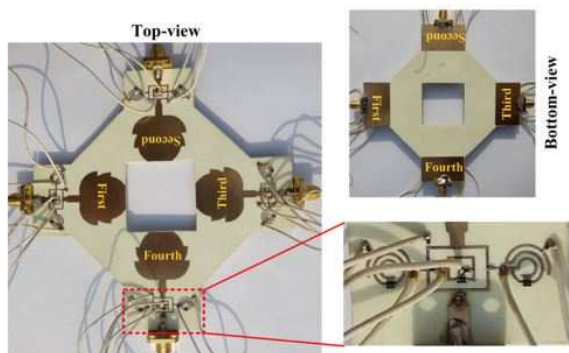 Top-view
Second
First
Third
Fourth
Second
First
Third
Fourth
Bottom-view